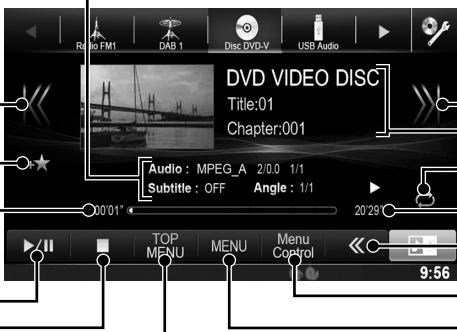 Radio FM1
DAB 1
Disc DVD-V
USB Audio
DVD VIDEO DISC
Title:01
Chapter:001
Audio : MPEG_A 2/0.0 1/1
Subtitle : OFF Angle : 1/1
00'01"
20'29"
TOP MENU
MENU
Menu Control
9:56